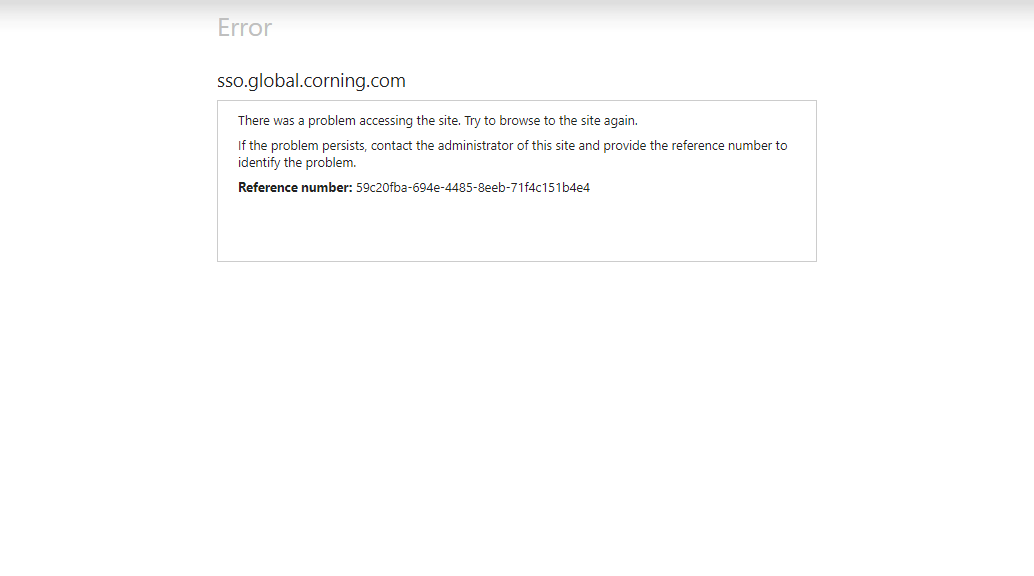 Error
sso.global.corning.com
There was a problem accessing the site. Try to browse to the site again.
If the problem persists, contact the administrator of this site and provide the reference number to
identify the problem.
Reference number: 59c20fba-694e-4485-8eeb-71f4c151b4e4